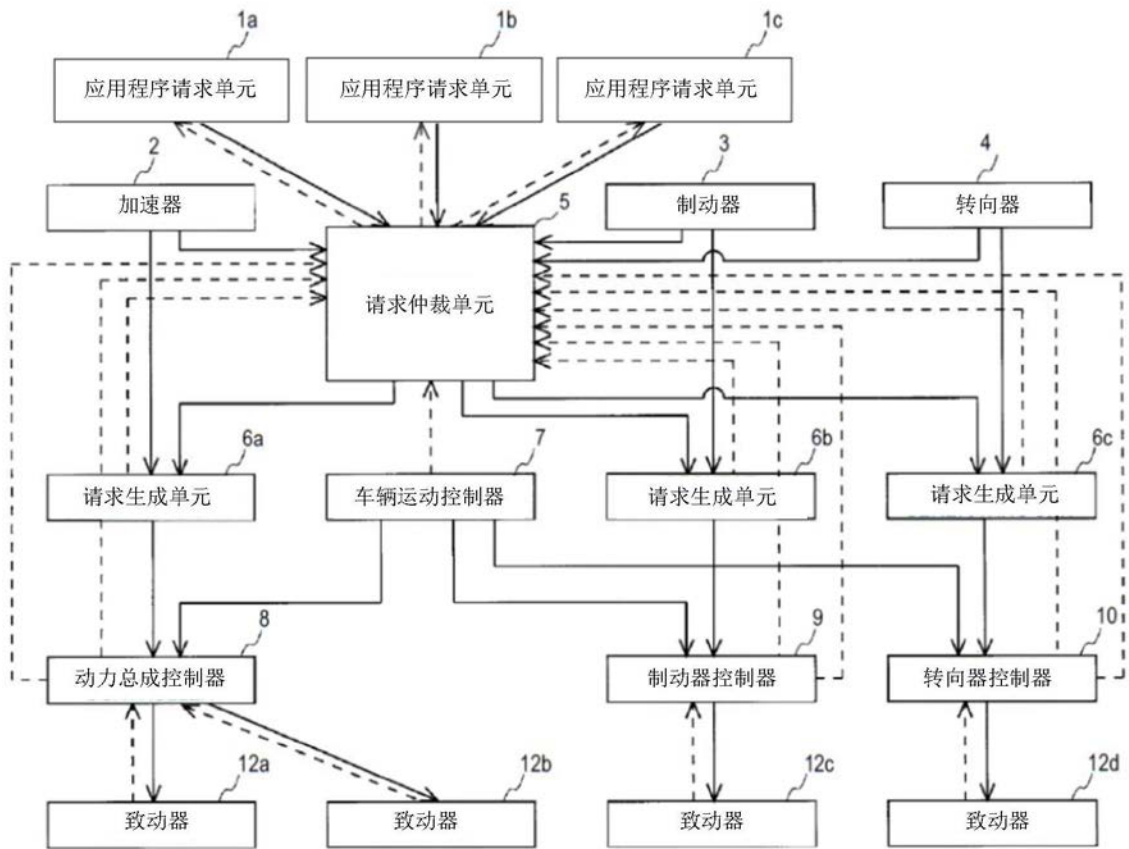 1a
1b
1c
应用程序请求单元
应用程序请求单元
应用程序请求单元
2
3
4
加速器
制动器
转向器
5
请求仲裁单元
6a
7
6b
6c
请求生成单元
车辆运动控制器
请求生成单元
请求生成单元
8
9
10
动力总成控制器
制动器控制器
转向器控制器
12a
12b
12c
12d
致动器
致动器
致动器
致动器